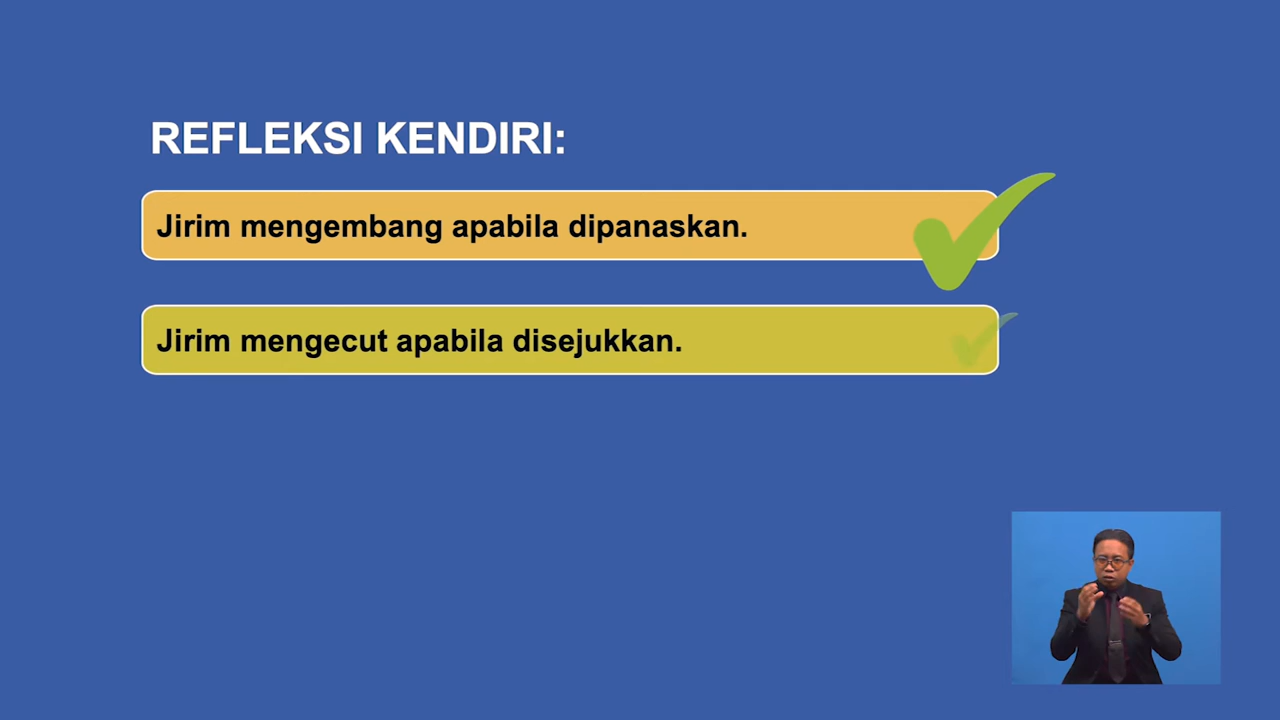 REFLEKSI KENDIRI:
Jirim mengembang apabila dipanaskan.
Jirim mengecut apabila disejukkan.